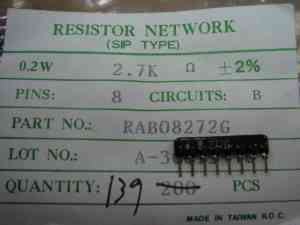 RESISTOR NETWORK
(SIP TYPE)
0.2W 2.7K Ω ±2%
PINS: 8 CIRCUITS: B
PART NO.: RAB08272G
LOT NO.: A-3
QUANTITY: 139 200 PCS
MADE IN TAIWAN R.O.C.